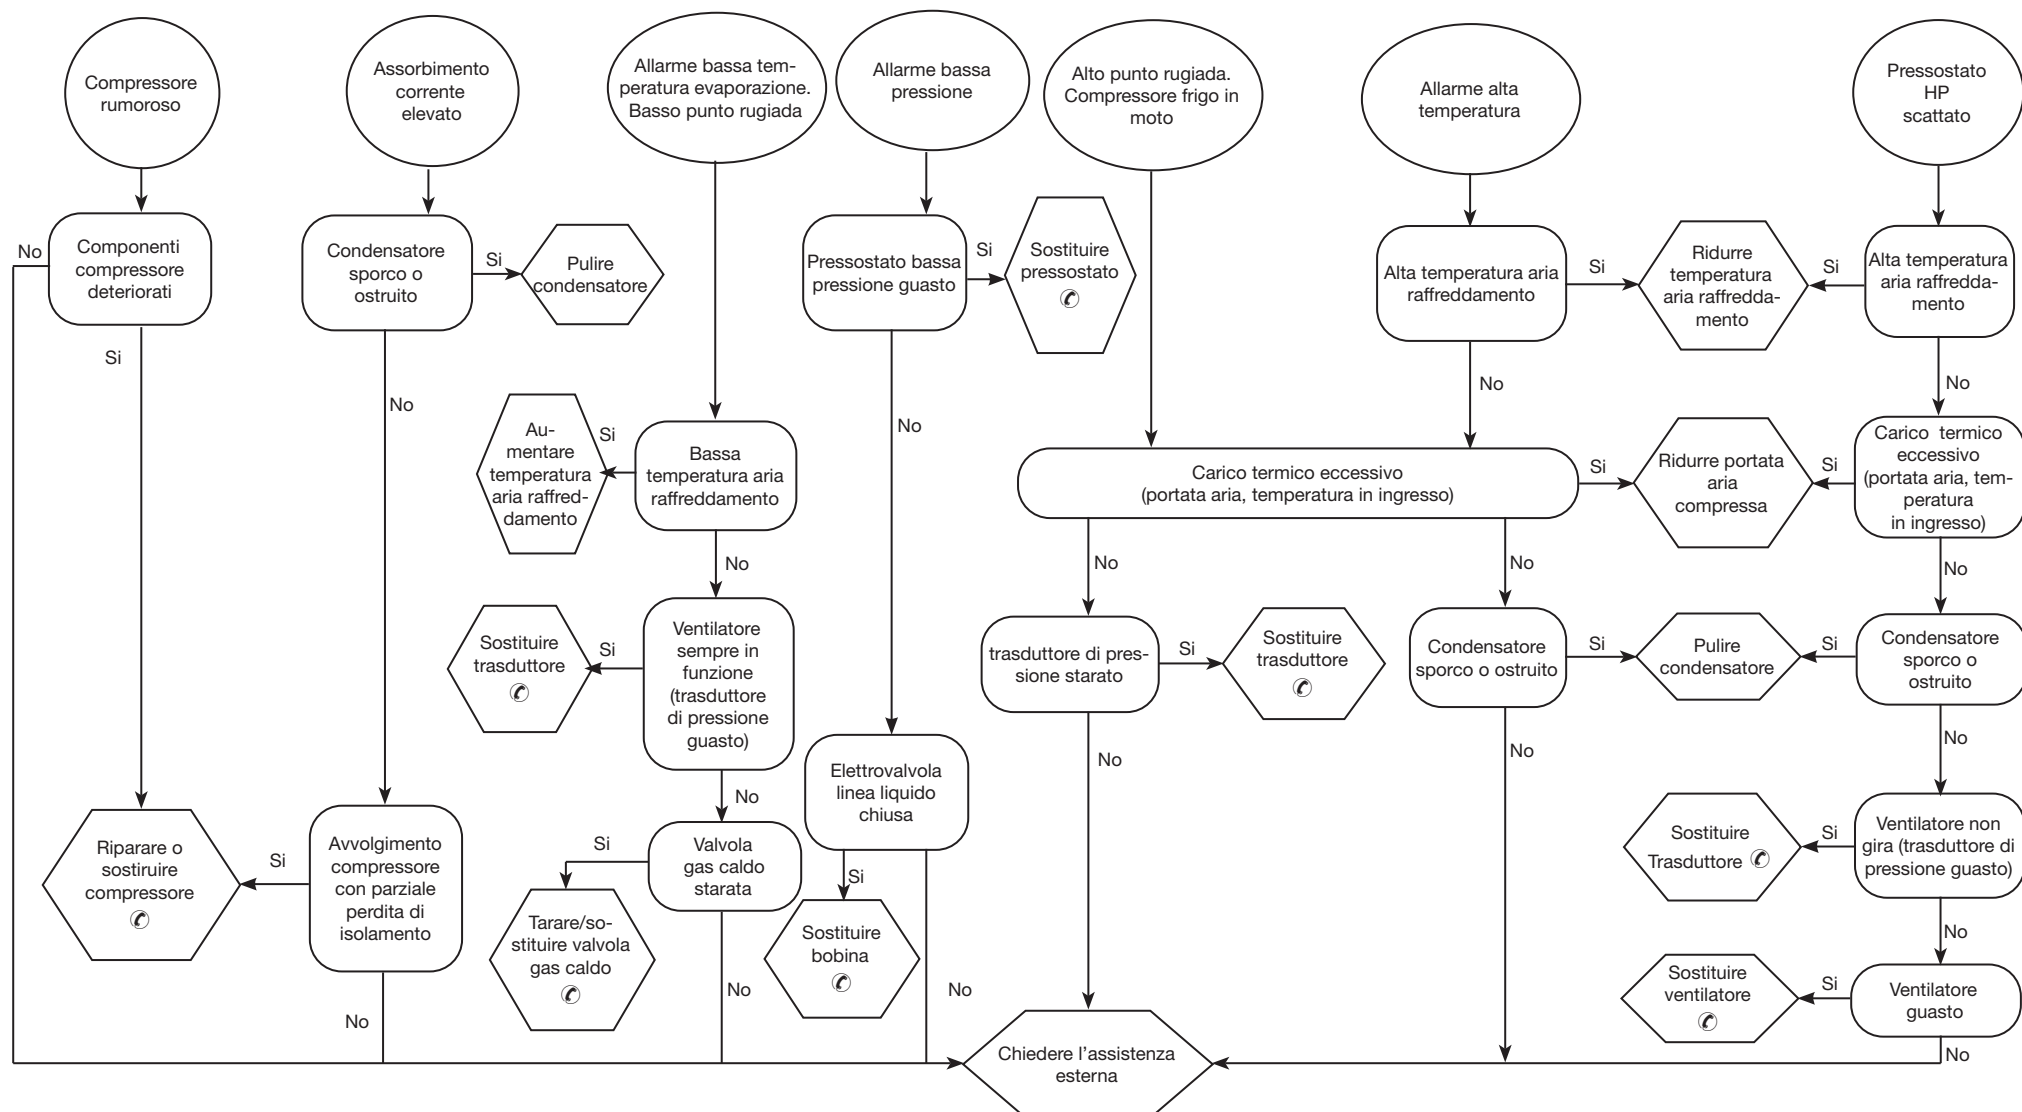 Compressore
rumoroso
Assorbimento
corrente
elevato
Allarme bassa tem-
peratura evaporazione.
Basso punto rugiada
Allarme bassa
pressione
Alto punto rugiada.
Compressore frigo in
moto
Allarme alta
temperatura
Pressostato
HP
scattato
No
Componenti
compressore
deteriorati
Si
Condensatore
sporco o
ostruito
Si
Pulire
condensatore
No
Pressostato bassa
pressione guasto
Si
Sostituire
pressostato
No
Alta temperatura aria
raffreddamento
Si
Ridurre
temperatura
aria raffredda-
mento
Si
Alta temperatura
aria raffredda-
mento
No
No
Au-
mentare
temperatura
aria raffred-
damento
Si
Bassa
temperatura aria
raffreddamento
No
Carico termico eccessivo
(portata aria, temperatura in ingresso)
Si
Ridurre portata
aria
compressa
Si
Carico termico
eccessivo
(portata aria, tem-
peratura
in ingresso)
No
No
No
Sostituire
trasduttore
Si
Ventilatore
sempre in
funzione
(trasduttore
di pressione
guasto)
No
trasduttore di pres-
sione starato
Si
Sostituire
trasduttore
No
Condensatore
sporco o ostruito
Si
Pulire
condensatore
Si
Condensatore
sporco o
ostruito
No
No
Elettrovalvola
linea liquido
chiusa
Si
No
Riparare o
sostiruire
compressore
Si
Avvolgimento
compressore
con parziale
perdita di
isolamento
No
Si
Valvola
gas caldo
starata
No
Tarare/so-
stituire valvola
gas caldo
Sostituire
bobina
Sostituire
Trasduttore
Si
Ventilatore non
gira (trasduttore di
pressione guasto)
No
Sostituire
ventilatore
Si
Ventilatore
guasto
No
Chiedere l'assistenza
esterna